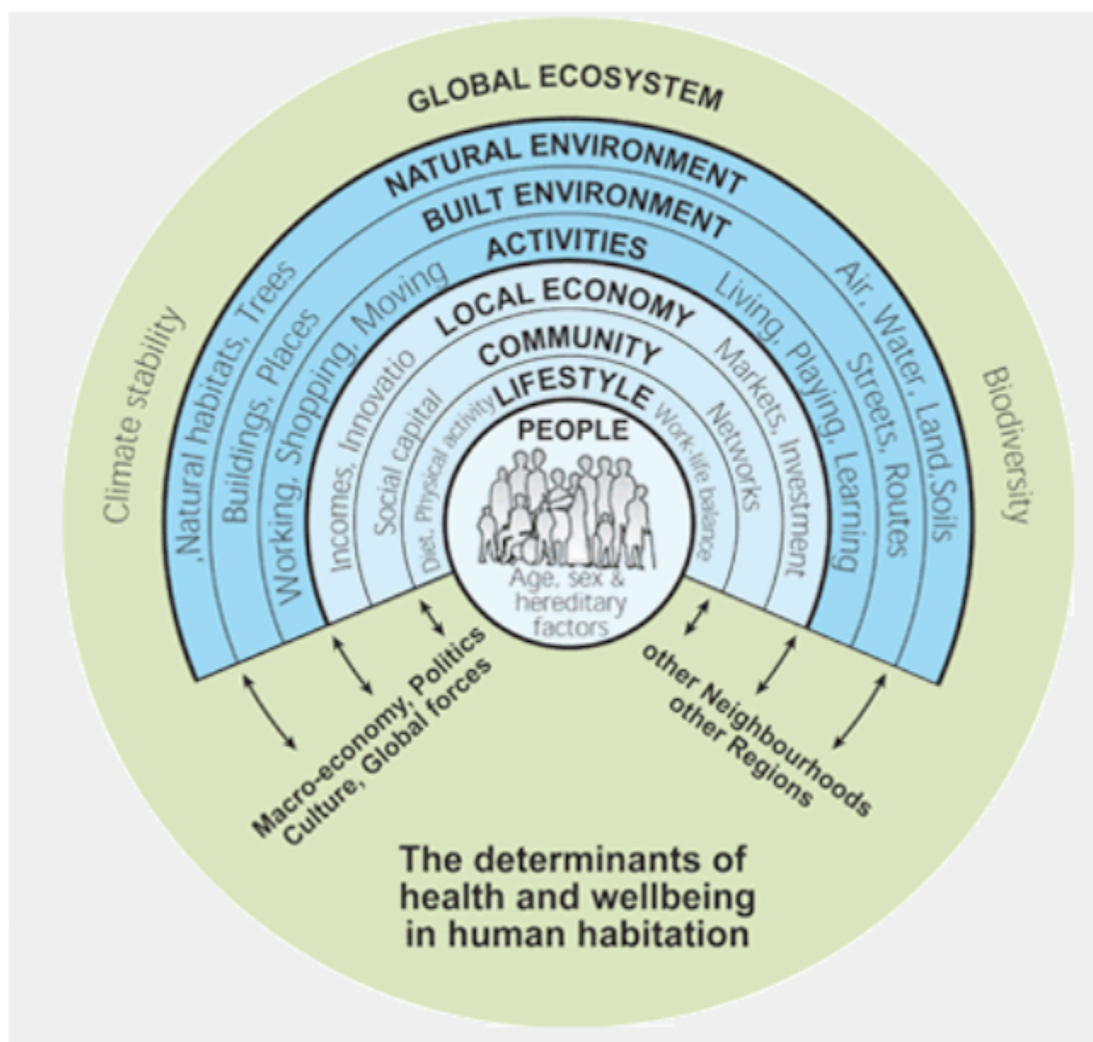 GLOBAL ECOSYSTEM
NATURAL ENVIRONMENT
BUILT ENVIRONMENT
ACTIVITIES
LOCAL ECONOMY
COMMUNITY
LIFESTYLE
PEOPLE
Age, sex &
hereditary
factors
Climate stability
Biodiversity
,Natural habitats, Trees
Air, Water, Land,Soils
Buildings, Places
Streets, Routes
Working, Shopping, Moving
Living, Playing, Learning
Incomes, Innovatio
Markets, Investment
Social capital
Networks
Diet, Physical activity
Work-life balance
Macro-economy, Politics
Culture, Global forces
other Neighbourhoods
other Regions
The determinants of
health and wellbeing
in human habitation